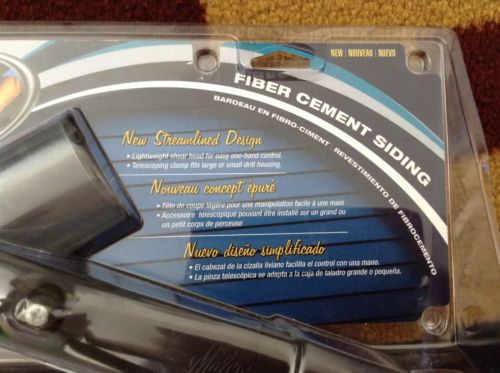 NEW | NOUVEAU | NUEVO
FIBER CEMENT SIDING
BARDEAU EN FIBRO-CIMENT . REVESTIMIENTO DE FIBROCEMENTO
New Streamlined Design
• Lightweight shear head for easy one-hand control.
• Telescoping clamp fits large or small drill housing.
Nouveau concept épuré
• Tête de coupe légère pour une manipulation facile à une main
• Accessoire télescopique pouvant être installé sur un grand ou
un petit corps de perceuse
Nuevo diseño simplificado
• El cabezal de la cizalla liviano facilita el control con una mano.
• La pinza telescópica se adapta a la caja de taladro grande o pequeña.